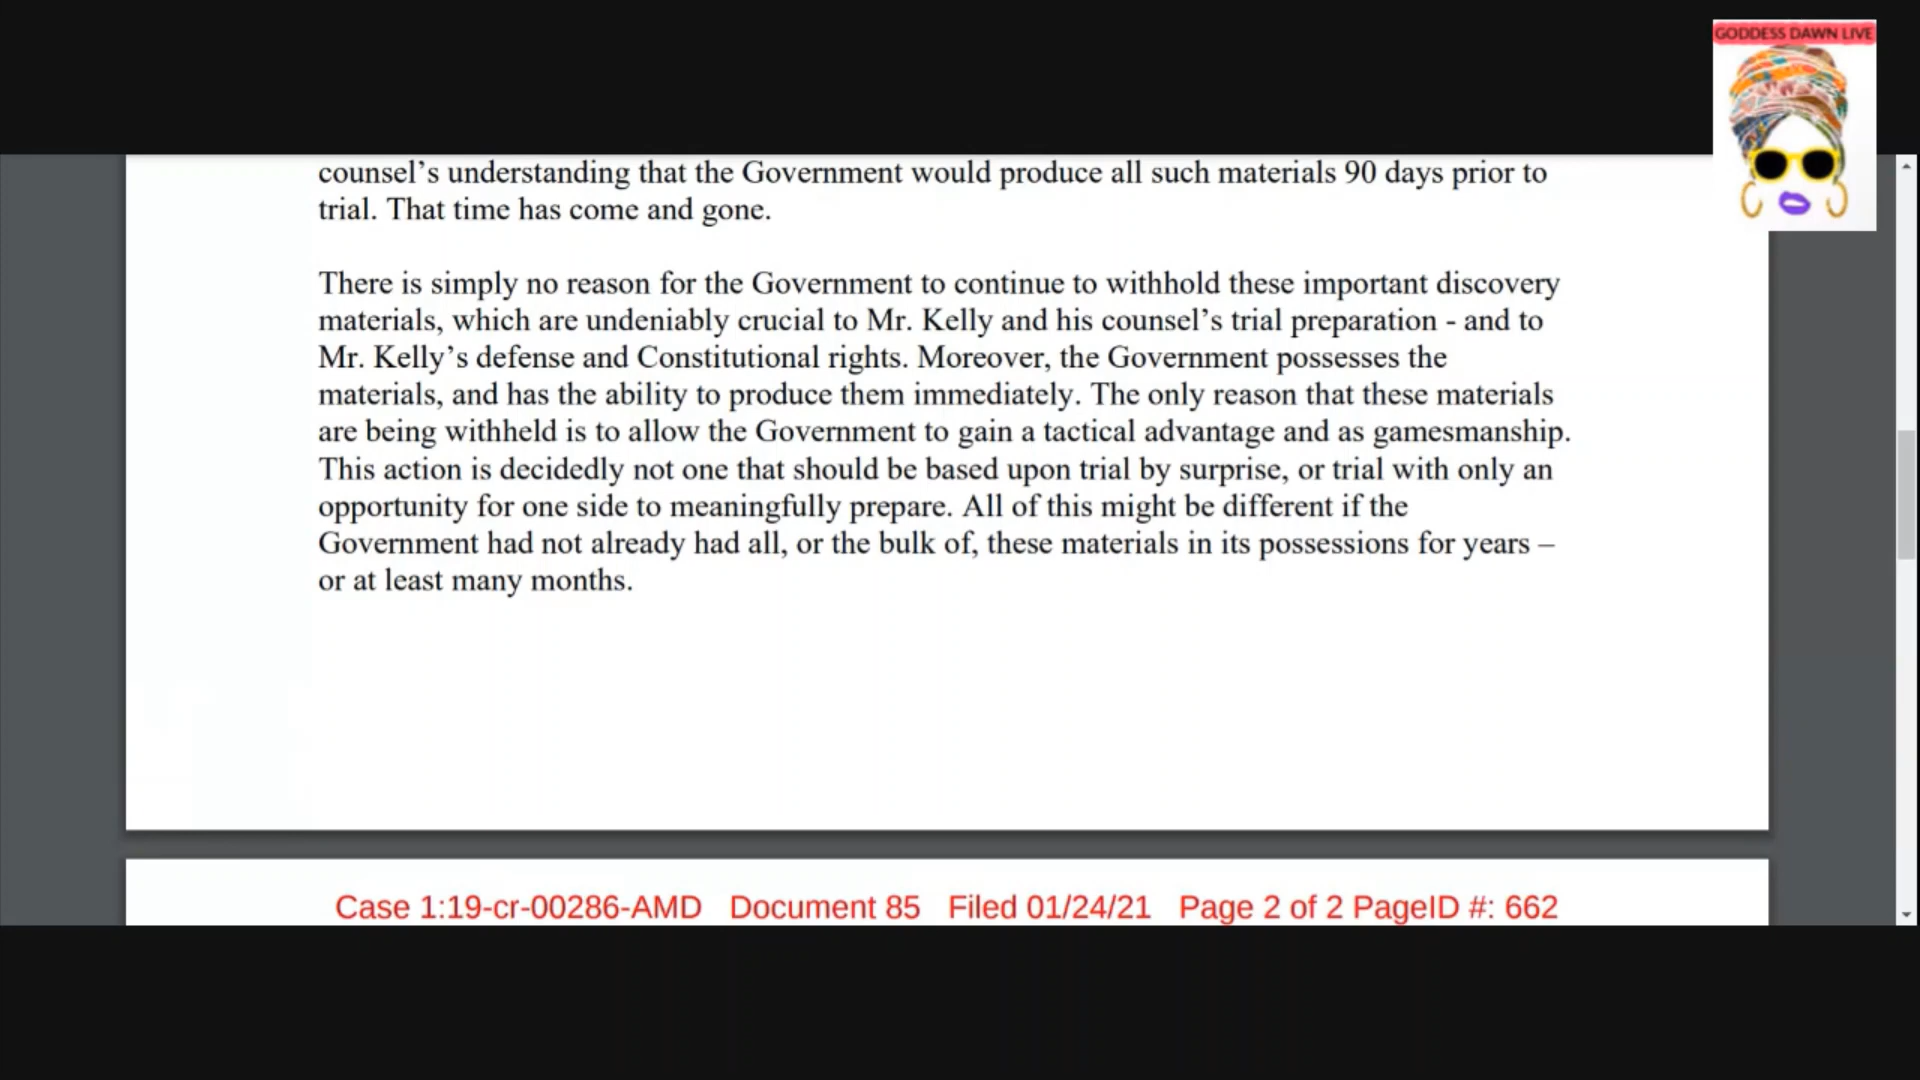 GODDESS DAWN LIVE
counsel’s understanding that the Government would produce all such materials 90 days prior to
trial. That time has come and gone.
There is simply no reason for the Government to continue to withhold these important discovery
materials, which are undeniably crucial to Mr. Kelly and his counsel’s trial preparation - and to
Mr. Kelly’s defense and Constitutional rights. Moreover, the Government possesses the
materials, and has the ability to produce them immediately. The only reason that these materials
are being withheld is to allow the Government to gain a tactical advantage and as gamesmanship.
This action is decidedly not one that should be based upon trial by surprise, or trial with only an
opportunity for one side to meaningfully prepare. All of this might be different if the
Government had not already had all, or the bulk of, these materials in its possessions for years –
or at least many months.
Case 1:19-cr-00286-AMD Document 85 Filed 01/24/21 Page 2 of 2 PageID #: 662